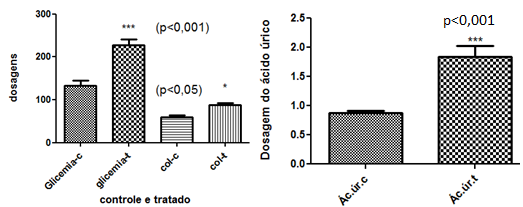 300
200
100
0
dosagens
***
(p<0,001)
(p<0,05)
*
Glicemia-c
glicemia-t
col-c
col-t
controle e tratado
2.5
2.0
1.5
1.0
0.5
0.0
Dosagem do ácido úrico
p<0,001
***
Ác.úr.c
Ác.úr.t